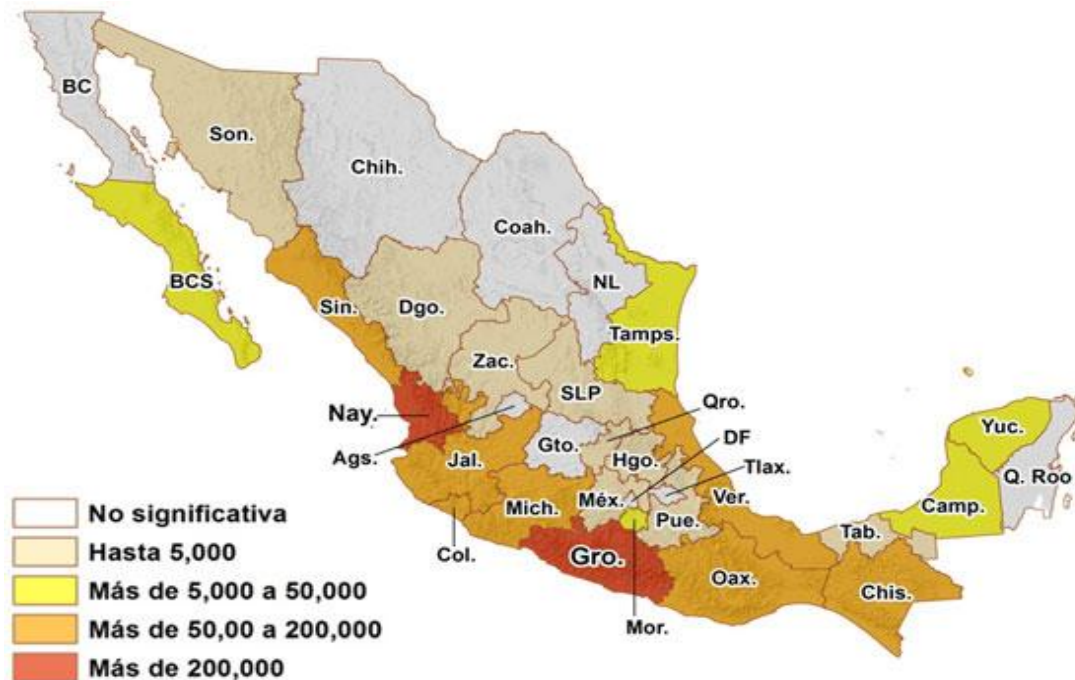 BC
Son.
Chih.
Coah.
NL
BCS
Sin.
Dgo.
Tamps.
Zac.
SLP
Nay.
Qro.
Ags.
Jal.
Gto.
Hgo.
DF
Tlax.
Yuc.
Q. Roo
Mich.
Méx.
Pue.
Ver.
Camp.
Tab.
Col.
Gro.
Oax.
Chis.
Mor.
No significativa
Hasta 5,000
Más de 5,000 a 50,000
Más de 50,00 a 200,000
Más de 200,000